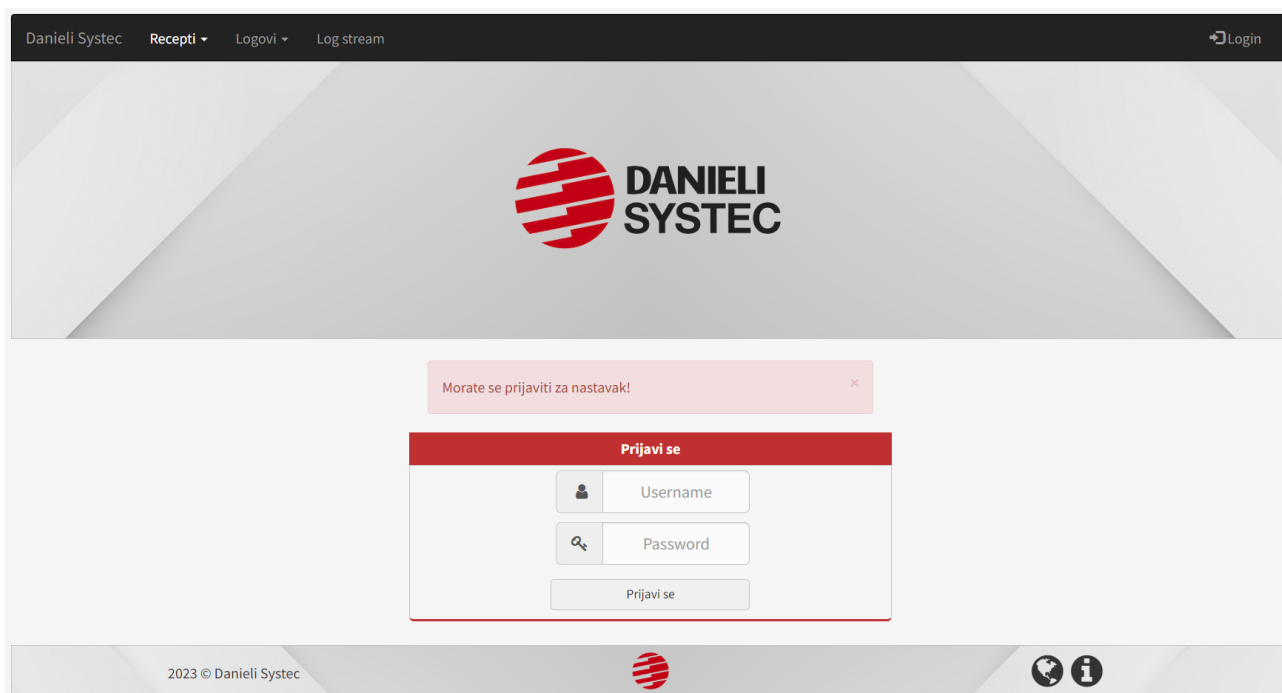 Danieli Systec Recepti Logovi Log stream Login
DANIELI
SYSTEC
Morate se prijaviti za nastavak! ×
Prijavi se
Username
Password
Prijavi se
2023 © Danieli Systec